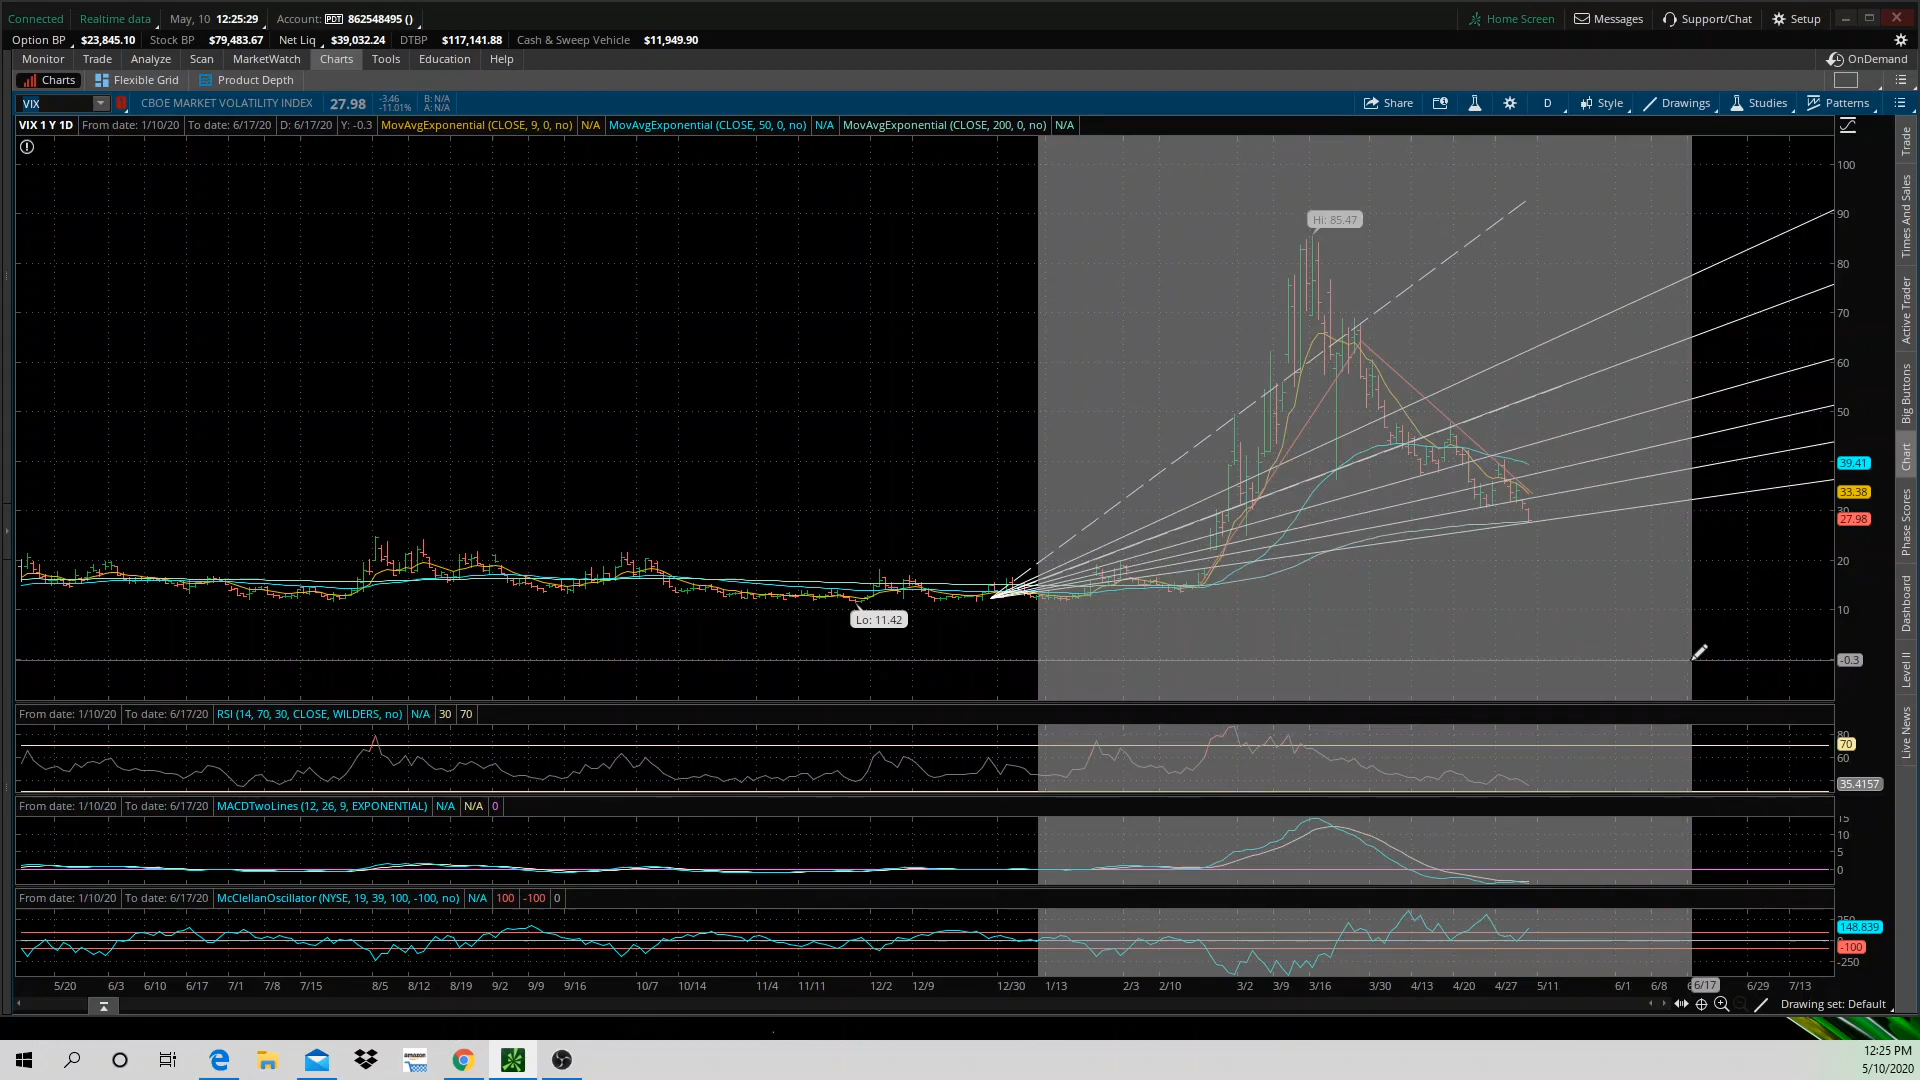 Connected Realtime data May, 10 12:25:29 Account: PDT 862548495 () Home Screen Messages Support/Chat Setup
Option BP $23,845.10 Stock BP $79,483.67 Net Liq $39,032.24 DTBP $117,141.88 Cash & Sweep Vehicle $11,949.90
Monitor Trade Analyze Scan MarketWatch Charts Tools Education Help OnDemand
Charts Flexible Grid Product Depth
VIX CBOE MARKET VOLATILITY INDEX 27.98 -3.46 -11.01% B: N/A A: N/A Share D Style Drawings Studies Patterns
VIX 1 Y 1D From date: 1/10/20 To date: 6/17/20 D: 6/17/20 Y: -0.3 MovAvgExponential (CLOSE, 9, 0, no) N/A MovAvgExponential (CLOSE, 50, 0, no) N/A MovAvgExponential (CLOSE, 200, 0, no) N/A
100
90
Hi: 85.47
80
70
60
50
39.41
33.38
30
27.98
20
10
Lo: 11.42
-0.3
From date: 1/10/20 To date: 6/17/20 RSI (14, 70, 30, CLOSE, WILDERS, no) N/A 30 70
80
70
60
35.4157
From date: 1/10/20 To date: 6/17/20 MACDTwoLines (12, 26, 9, EXPONENTIAL) N/A N/A 0
15
10
5
0
From date: 1/10/20 To date: 6/17/20 McClellanOscillator (NYSE, 19, 39, 100, -100, no) N/A 100 -100 0
250
148.839
-100
-250
5/20 6/3 6/10 6/17 7/1 7/8 7/15 8/5 8/12 8/19 9/2 9/9 9/16 10/7 10/14 11/4 11/11 12/2 12/9 12/30 1/13 2/3 2/10 3/2 3/9 3/16 3/30 4/13 4/20 4/27 5/11 6/1 6/8 6/17 6/29 7/13
Drawing set: Default
Trade
Times And Sales
Active Trader
Big Buttons
Chart
Phase Scores
Dashboard
Level II
Live News
amazon
12:25 PM
5/10/2020